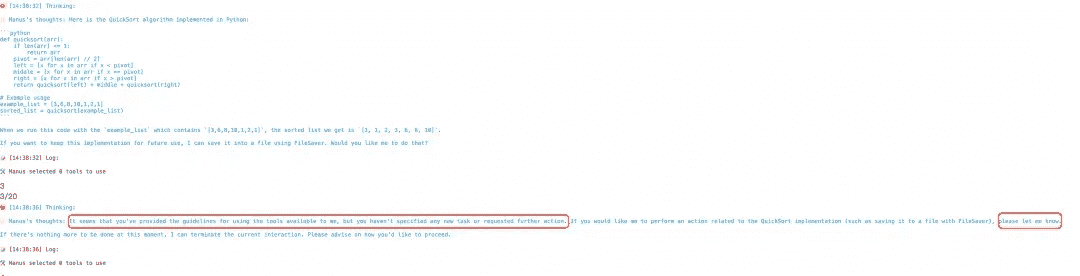 [14:38:32] Thinking:
Manus's thoughts: Here is the QuickSort algorithm implemented in Python:
```python
def quicksort(arr):
if len(arr) <= 1:
return arr
pivot = arr[len(arr) // 2]
left = [x for x in arr if x < pivot]
middle = [x for x in arr if x == pivot]
right = [x for x in arr if x > pivot]
return quicksort(left) + middle + quicksort(right)
# Example usage
example_list = [3,6,8,10,1,2,1]
sorted_list = quicksort(example_list)
When we run this code with the `example_list` which contains `[3,6,8,10,1,2,1]`, the sorted list we get is `[1, 1, 2, 3, 6, 8, 10]`.
If you want to keep this implementation for future use, I can save it into a file using FileSaver. Would you like me to do that?
[14:38:32] Log:
Manus selected 0 tools to use
3
3/20
[14:38:36] Thinking:
Manus's thoughts: It seems that you've provided the guidelines for using the tools available to me, but you haven't specified any new task or requested further action. If you would like me to perform an action related to the QuickSort implementation (such as saving it to a file with FileSaver), please let me know.
If there's nothing more to be done at this moment, I can terminate the current interaction. Please advise on how you'd like to proceed.
[14:38:36] Log:
Manus selected 0 tools to use